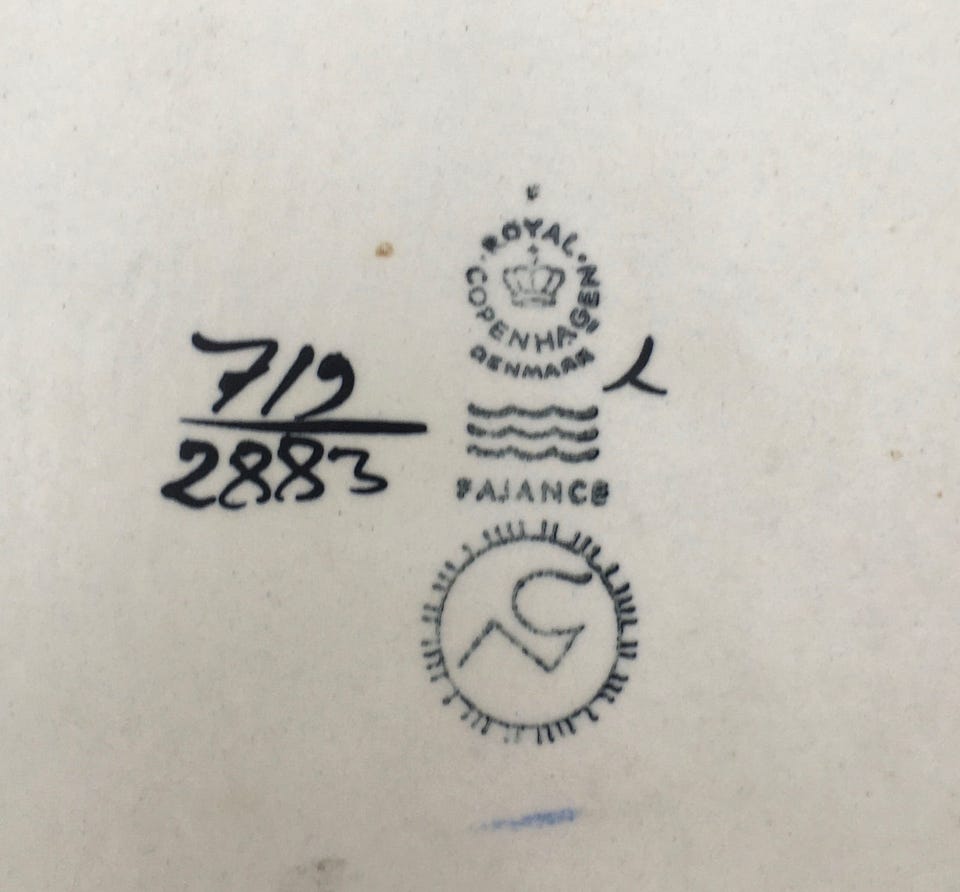 ROYAL
COPENHAGEN
DENMARK
719
2883
FAJANCE